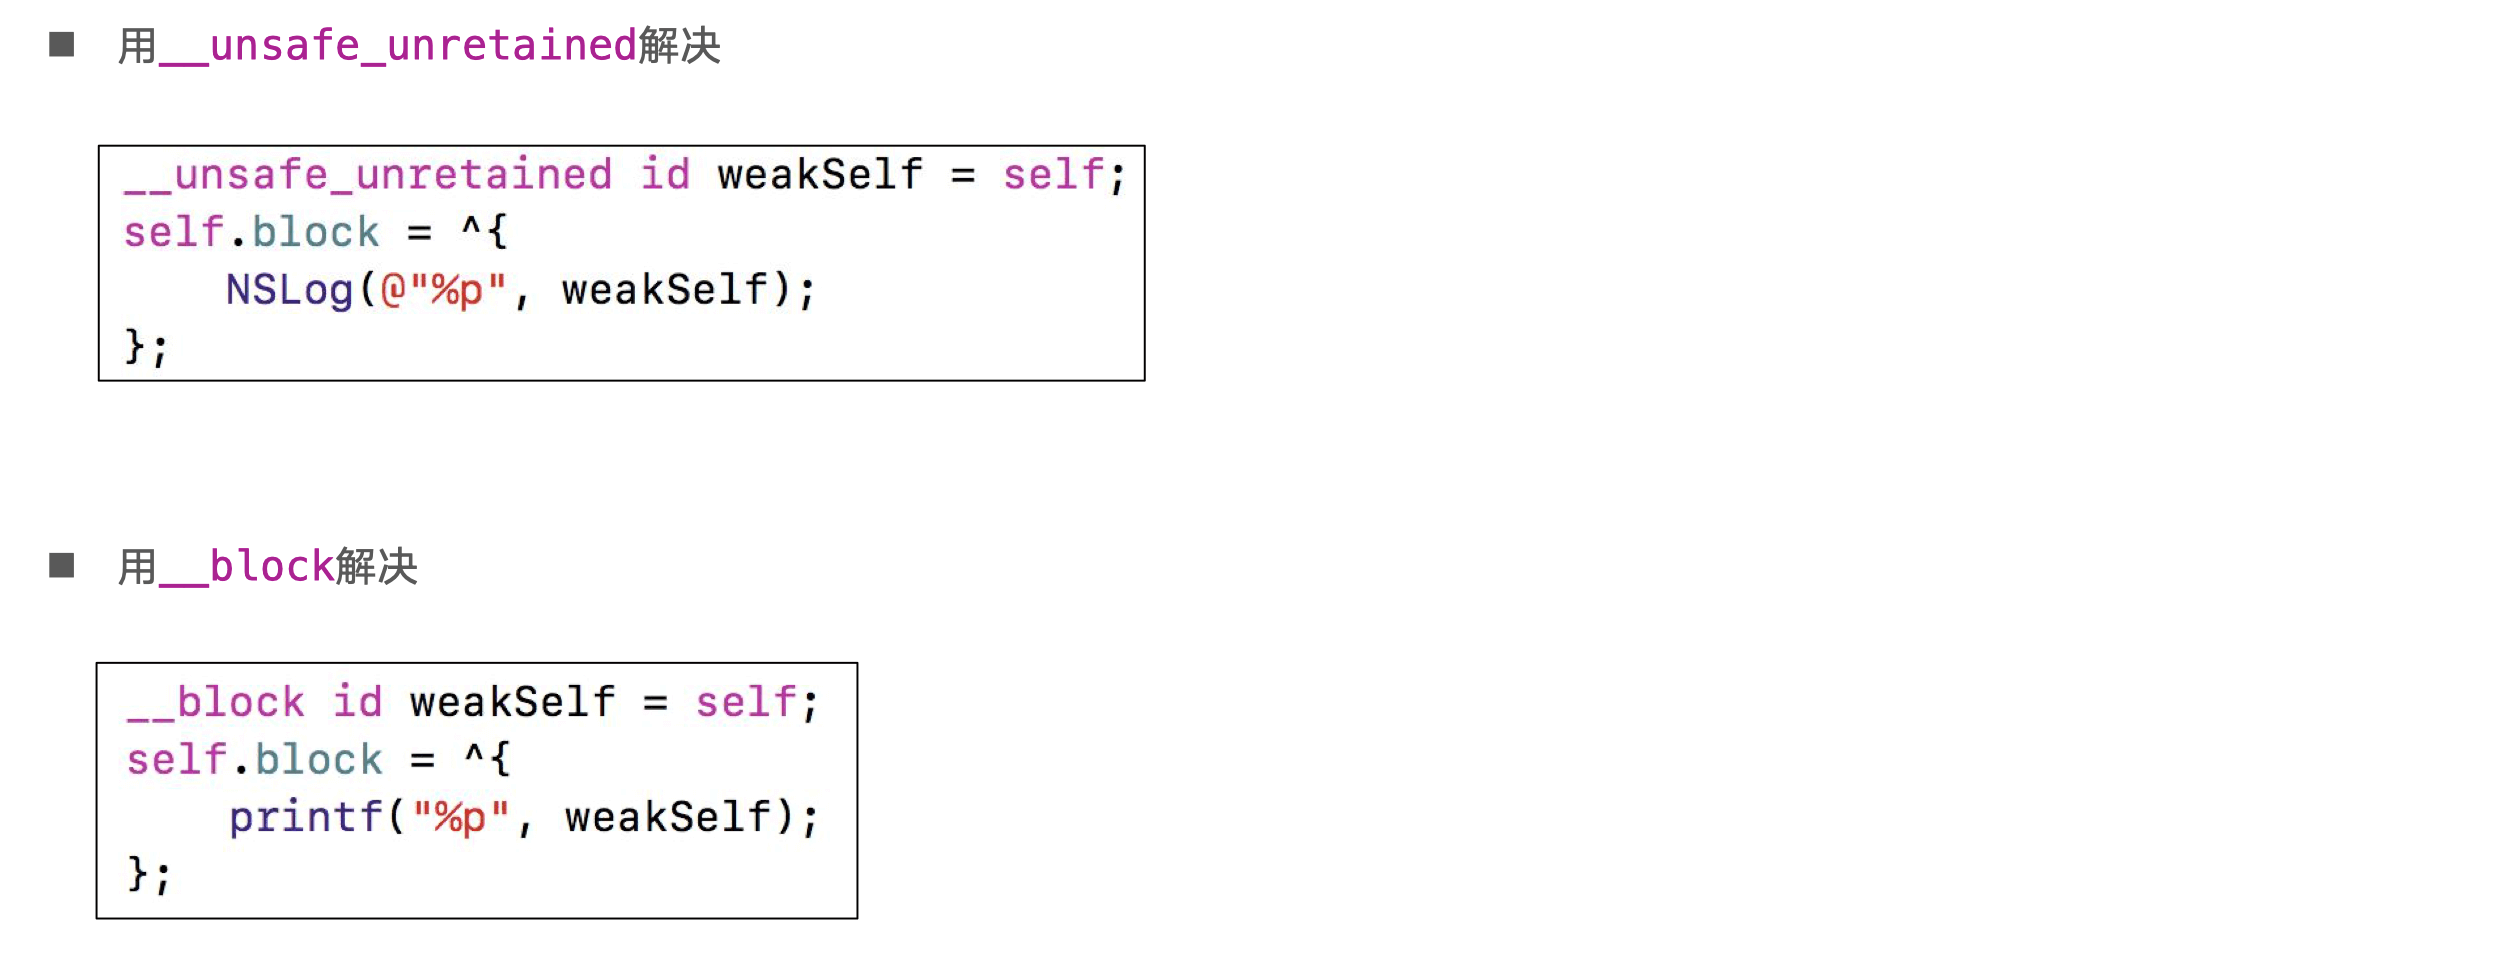 ■ 用__unsafe_unretained解决
__unsafe_unretained id weakSelf = self;
self.block = ^{
    NSLog(@"%p", weakSelf);
};
■ 用__block解决
__block id weakSelf = self;
self.block = ^{
    printf("%p", weakSelf);
};